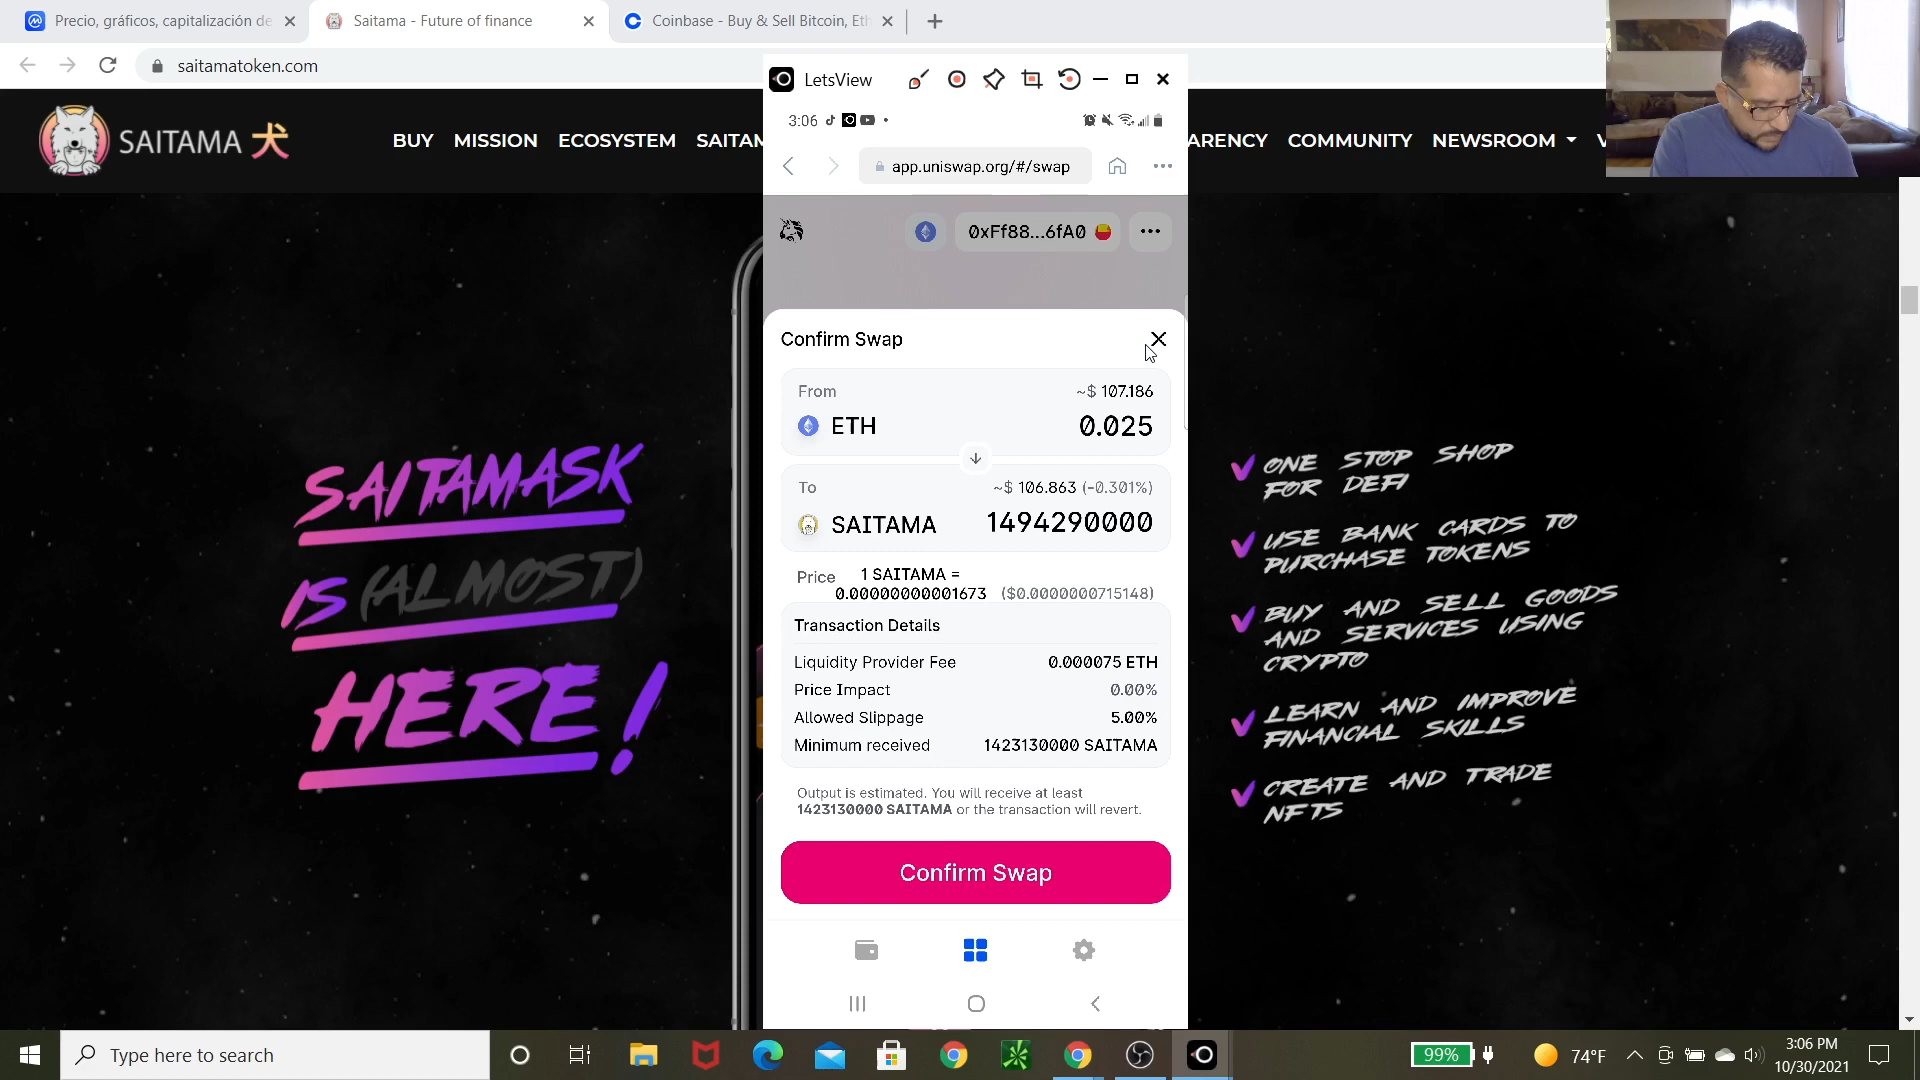 Precio, gráficos, capitalización de
Saitama - Future of finance
Coinbase - Buy & Sell Bitcoin, Eth
saitamatoken.com
SAITAMA 犬
BUY MISSION ECOSYSTEM SAITAM
ARENCY COMMUNITY NEWSROOM V
LetsView
3:06
app.uniswap.org/#/swap
0xFf88...6fA0
Confirm Swap
From ~$ 107.186
ETH 0.025
To ~$ 106.863 (-0.301%)
SAITAMA 1494290000
Price 1 SAITAMA =
0.00000000001673 ($0.0000000715148)
Transaction Details
Liquidity Provider Fee 0.000075 ETH
Price Impact 0.00%
Allowed Slippage 5.00%
Minimum received 1423130000 SAITAMA
Output is estimated. You will receive at least
1423130000 SAITAMA or the transaction will revert.
Confirm Swap
SAITAMASK
IS (ALMOST)
HERE!
ONE STOP SHOP
FOR DEFI
USE BANK CARDS TO
PURCHASE TOKENS
BUY AND SELL GOODS
AND SERVICES USING
CRYPTO
LEARN AND IMPROVE
FINANCIAL SKILLS
CREATE AND TRADE
NFTS
Type here to search
99%
74°F
3:06 PM
10/30/2021